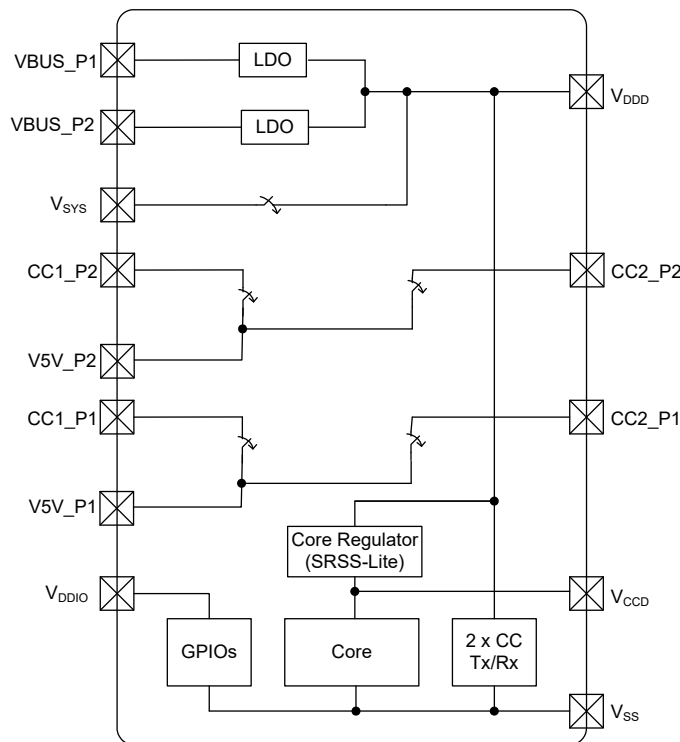 VBUS_P1
LDO
VDDD
VBUS_P2
LDO
VSYS
CC1_P2
CC2_P2
V5V_P2
CC1_P1
CC2_P1
V5V_P1
Core Regulator
(SRSS-Lite)
VDDIO
VCCD
GPIOs
Core
2 x CC
Tx/Rx
VSS